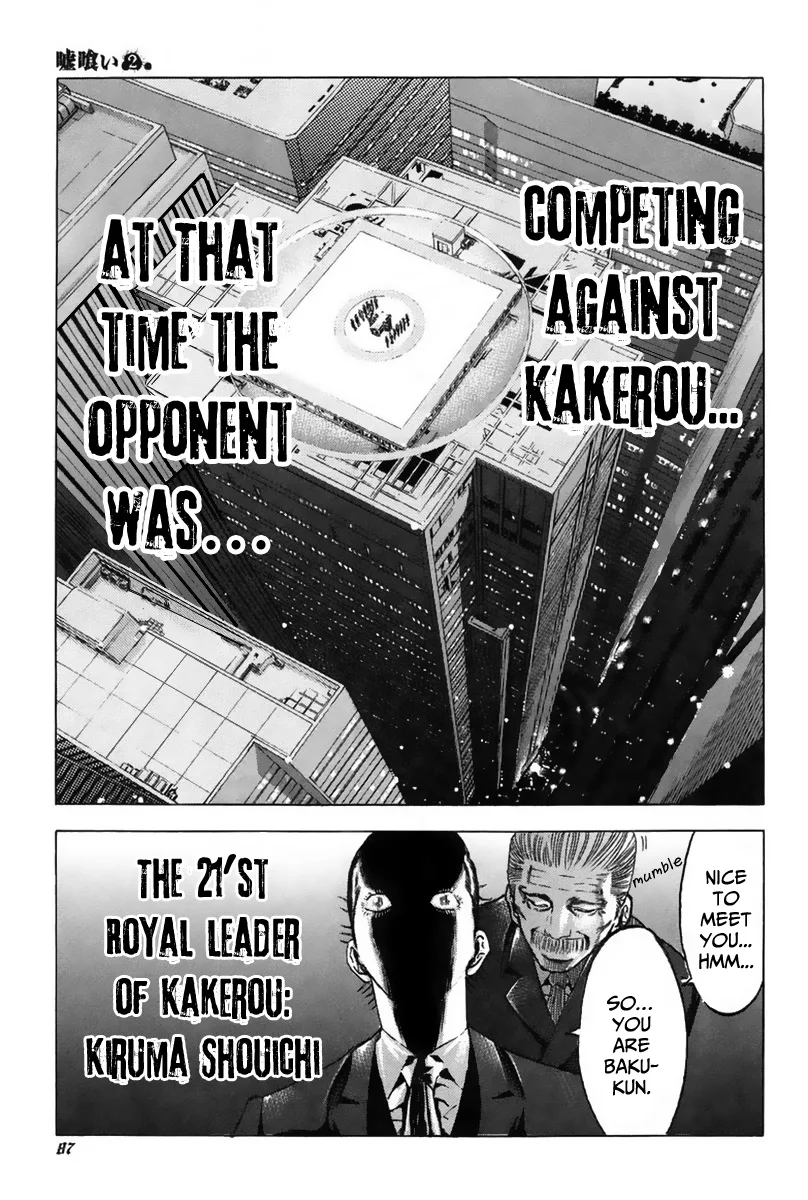 嘘喰い2.
COMPETING
AGAINST
KAKEROU...
AT THAT
TIME THE
OPPONENT
WAS...
NICE
TO
MEET
YOU...
HMM...
mumble
SO...
YOU
ARE
BAKU-
KUN.
THE 21'ST
ROYAL LEADER
OF KAKEROU:
KIRUMA SHOUICHI
87